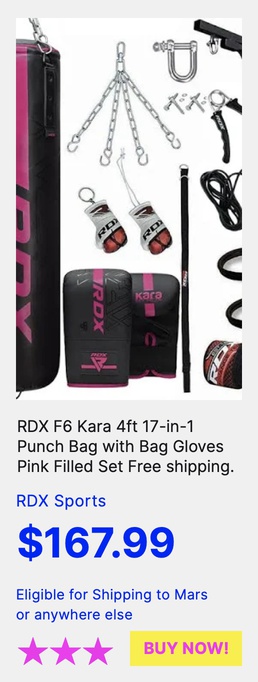 RDX
RDX
RDX
Kara
RDX
RDX
RDX F6 Kara 4ft 17-in-1
Punch Bag with Bag Gloves
Pink Filled Set Free shipping.
RDX Sports
$167.99
Eligible for Shipping to Mars
or anywhere else
BUY NOW!